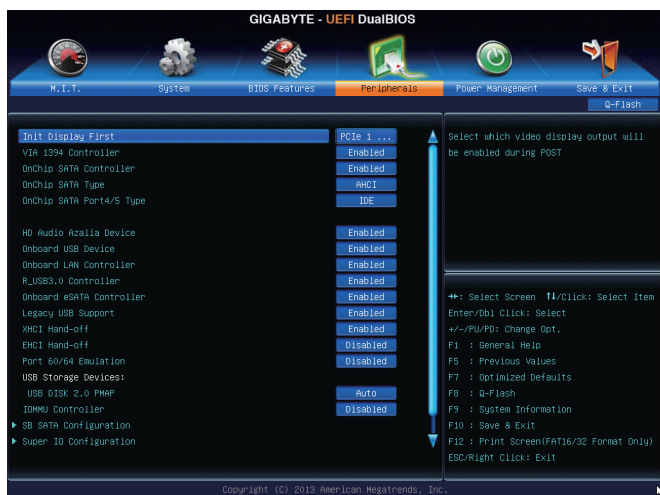 GIGABYTE - UEFI DualBIOS
M.I.T.
System
BIOS Features
Peripherals
Power Management
Save & Exit
Q-Flash
Init Display First PCIe 1 ...
VIA 1394 Controller Enabled
OnChip SATA Controller Enabled
OnChip SATA Type AHCI
OnChip SATA Port4/5 Type IDE
HD Audio Azalia Device Enabled
Onboard USB Device Enabled
Onboard LAN Controller Enabled
R_USB3.0 Controller Enabled
Onboard eSATA Controller Enabled
Legacy USB Support Enabled
XHCI Hand-off Enabled
EHCI Hand-off Disabled
Port 60/64 Emulation Disabled
USB Storage Devices:
USB DISK 2.0 PMAP Auto
IOMMU Controller Disabled
SB SATA Configuration
Super IO Configuration
Select which video display output will
be enabled during POST
→←: Select Screen ↑↓/Click: Select Item
Enter/Dbl Click: Select
+/-/PU/PD: Change Opt.
F1 : General Help
F5 : Previous Values
F7 : Optimized Defaults
F8 : Q-Flash
F9 : System Information
F10 : Save & Exit
F12 : Print Screen(FAT16/32 Format Only)
ESC/Right Click: Exit
Copyright (C) 2013 American Megatrends, Inc.